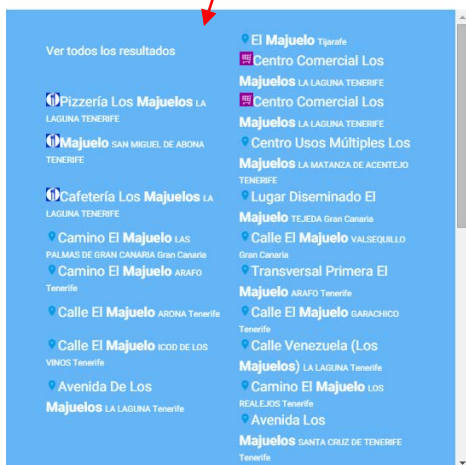 Ver todos los resultados
Pizzería Los Majuelos LA
LAGUNA TENERIFE
Majuelo SAN MIGUEL DE ABONA
TENERIFE
Cafetería Los Majuelos LA
LAGUNA TENERIFE
Camino El Majuelo LAS
PALMAS DE GRAN CANARIA Gran Canaria
Camino El Majuelo ARAFO
Tenerife
Calle El Majuelo ARONA Tenerife
Calle El Majuelo ICOD DE LOS
VINOS Tenerife
Avenida De Los
Majuelos LA LAGUNA Tenerife
El Majuelo Tijarafe
Centro Comercial Los
Majuelos LA LAGUNA TENERIFE
Centro Comercial Los
Majuelos LA LAGUNA TENERIFE
Centro Usos Múltiples Los
Majuelos LA MATANZA DE ACENTEJO
TENERIFE
Lugar Diseminado El
Majuelo TEJEDA Gran Canaria
Calle El Majuelo VALSEQUILLO
Gran Canaria
Transversal Primera El
Majuelo ARAFO Tenerife
Calle El Majuelo GARACHICO
Tenerife
Calle Venezuela (Los
Majuelos) LA LAGUNA Tenerife
Camino El Majuelo LOS
REALEJOS Tenerife
Avenida Los
Majuelos SANTA CRUZ DE TENERIFE
Tenerife